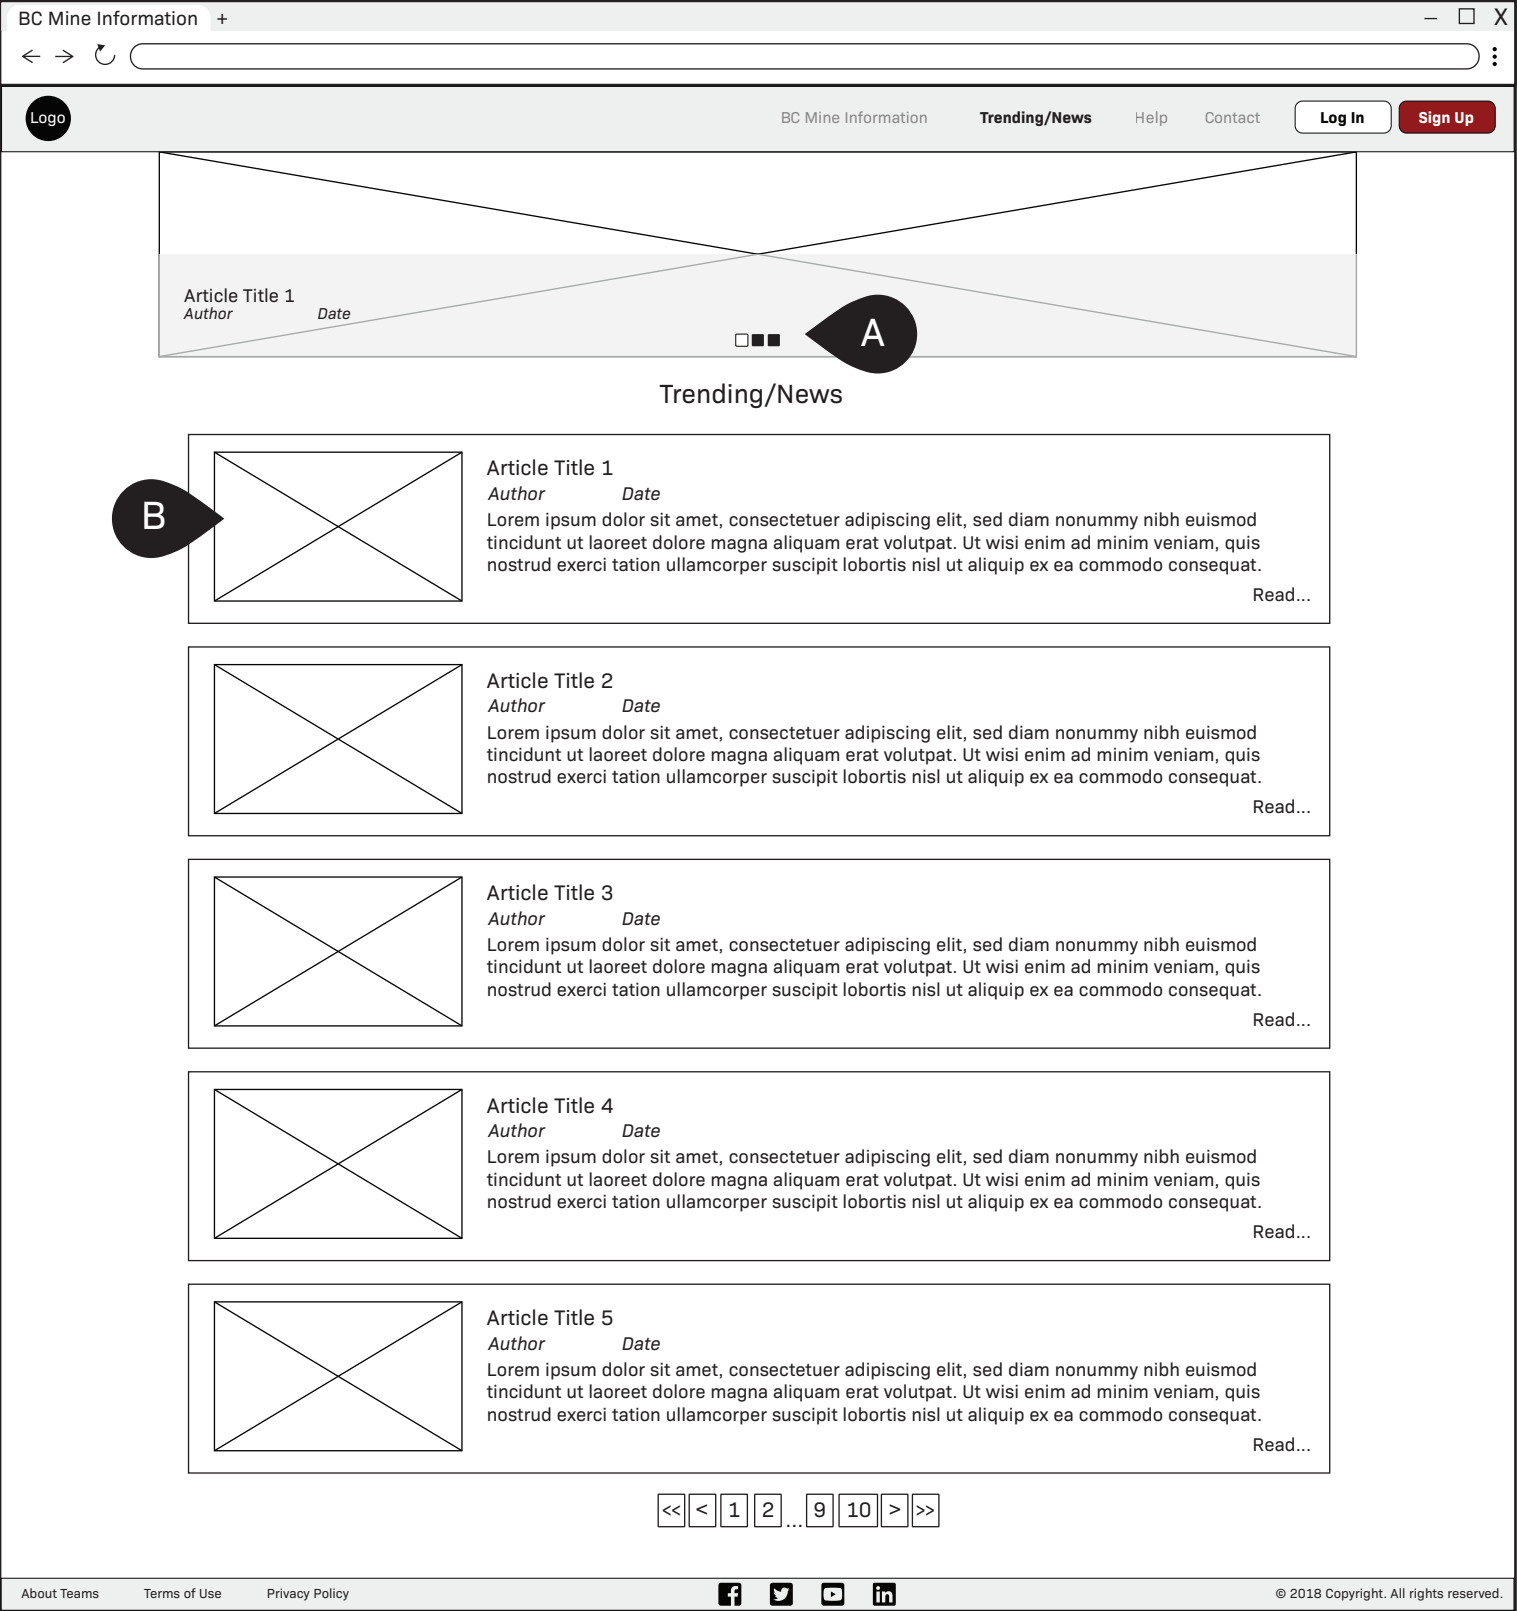 BC Mine Information +
– X
Logo
BC Mine Information Trending/News Help Contact Log In Sign Up
Article Title 1
Author Date
A
Trending/News
B
Article Title 1
Author Date
Lorem ipsum dolor sit amet, consectetuer adipiscing elit, sed diam nonummy nibh euismod
tincidunt ut laoreet dolore magna aliquam erat volutpat. Ut wisi enim ad minim veniam, quis
nostrud exerci tation ullamcorper suscipit lobortis nisl ut aliquip ex ea commodo consequat.
Read...
Article Title 2
Author Date
Lorem ipsum dolor sit amet, consectetuer adipiscing elit, sed diam nonummy nibh euismod
tincidunt ut laoreet dolore magna aliquam erat volutpat. Ut wisi enim ad minim veniam, quis
nostrud exerci tation ullamcorper suscipit lobortis nisl ut aliquip ex ea commodo consequat.
Read...
Article Title 3
Author Date
Lorem ipsum dolor sit amet, consectetuer adipiscing elit, sed diam nonummy nibh euismod
tincidunt ut laoreet dolore magna aliquam erat volutpat. Ut wisi enim ad minim veniam, quis
nostrud exerci tation ullamcorper suscipit lobortis nisl ut aliquip ex ea commodo consequat.
Read...
Article Title 4
Author Date
Lorem ipsum dolor sit amet, consectetuer adipiscing elit, sed diam nonummy nibh euismod
tincidunt ut laoreet dolore magna aliquam erat volutpat. Ut wisi enim ad minim veniam, quis
nostrud exerci tation ullamcorper suscipit lobortis nisl ut aliquip ex ea commodo consequat.
Read...
Article Title 5
Author Date
Lorem ipsum dolor sit amet, consectetuer adipiscing elit, sed diam nonummy nibh euismod
tincidunt ut laoreet dolore magna aliquam erat volutpat. Ut wisi enim ad minim veniam, quis
nostrud exerci tation ullamcorper suscipit lobortis nisl ut aliquip ex ea commodo consequat.
Read...
<< < 1 2 ... 9 10 > >>
About Teams Terms of Use Privacy Policy © 2018 Copyright. All rights reserved.